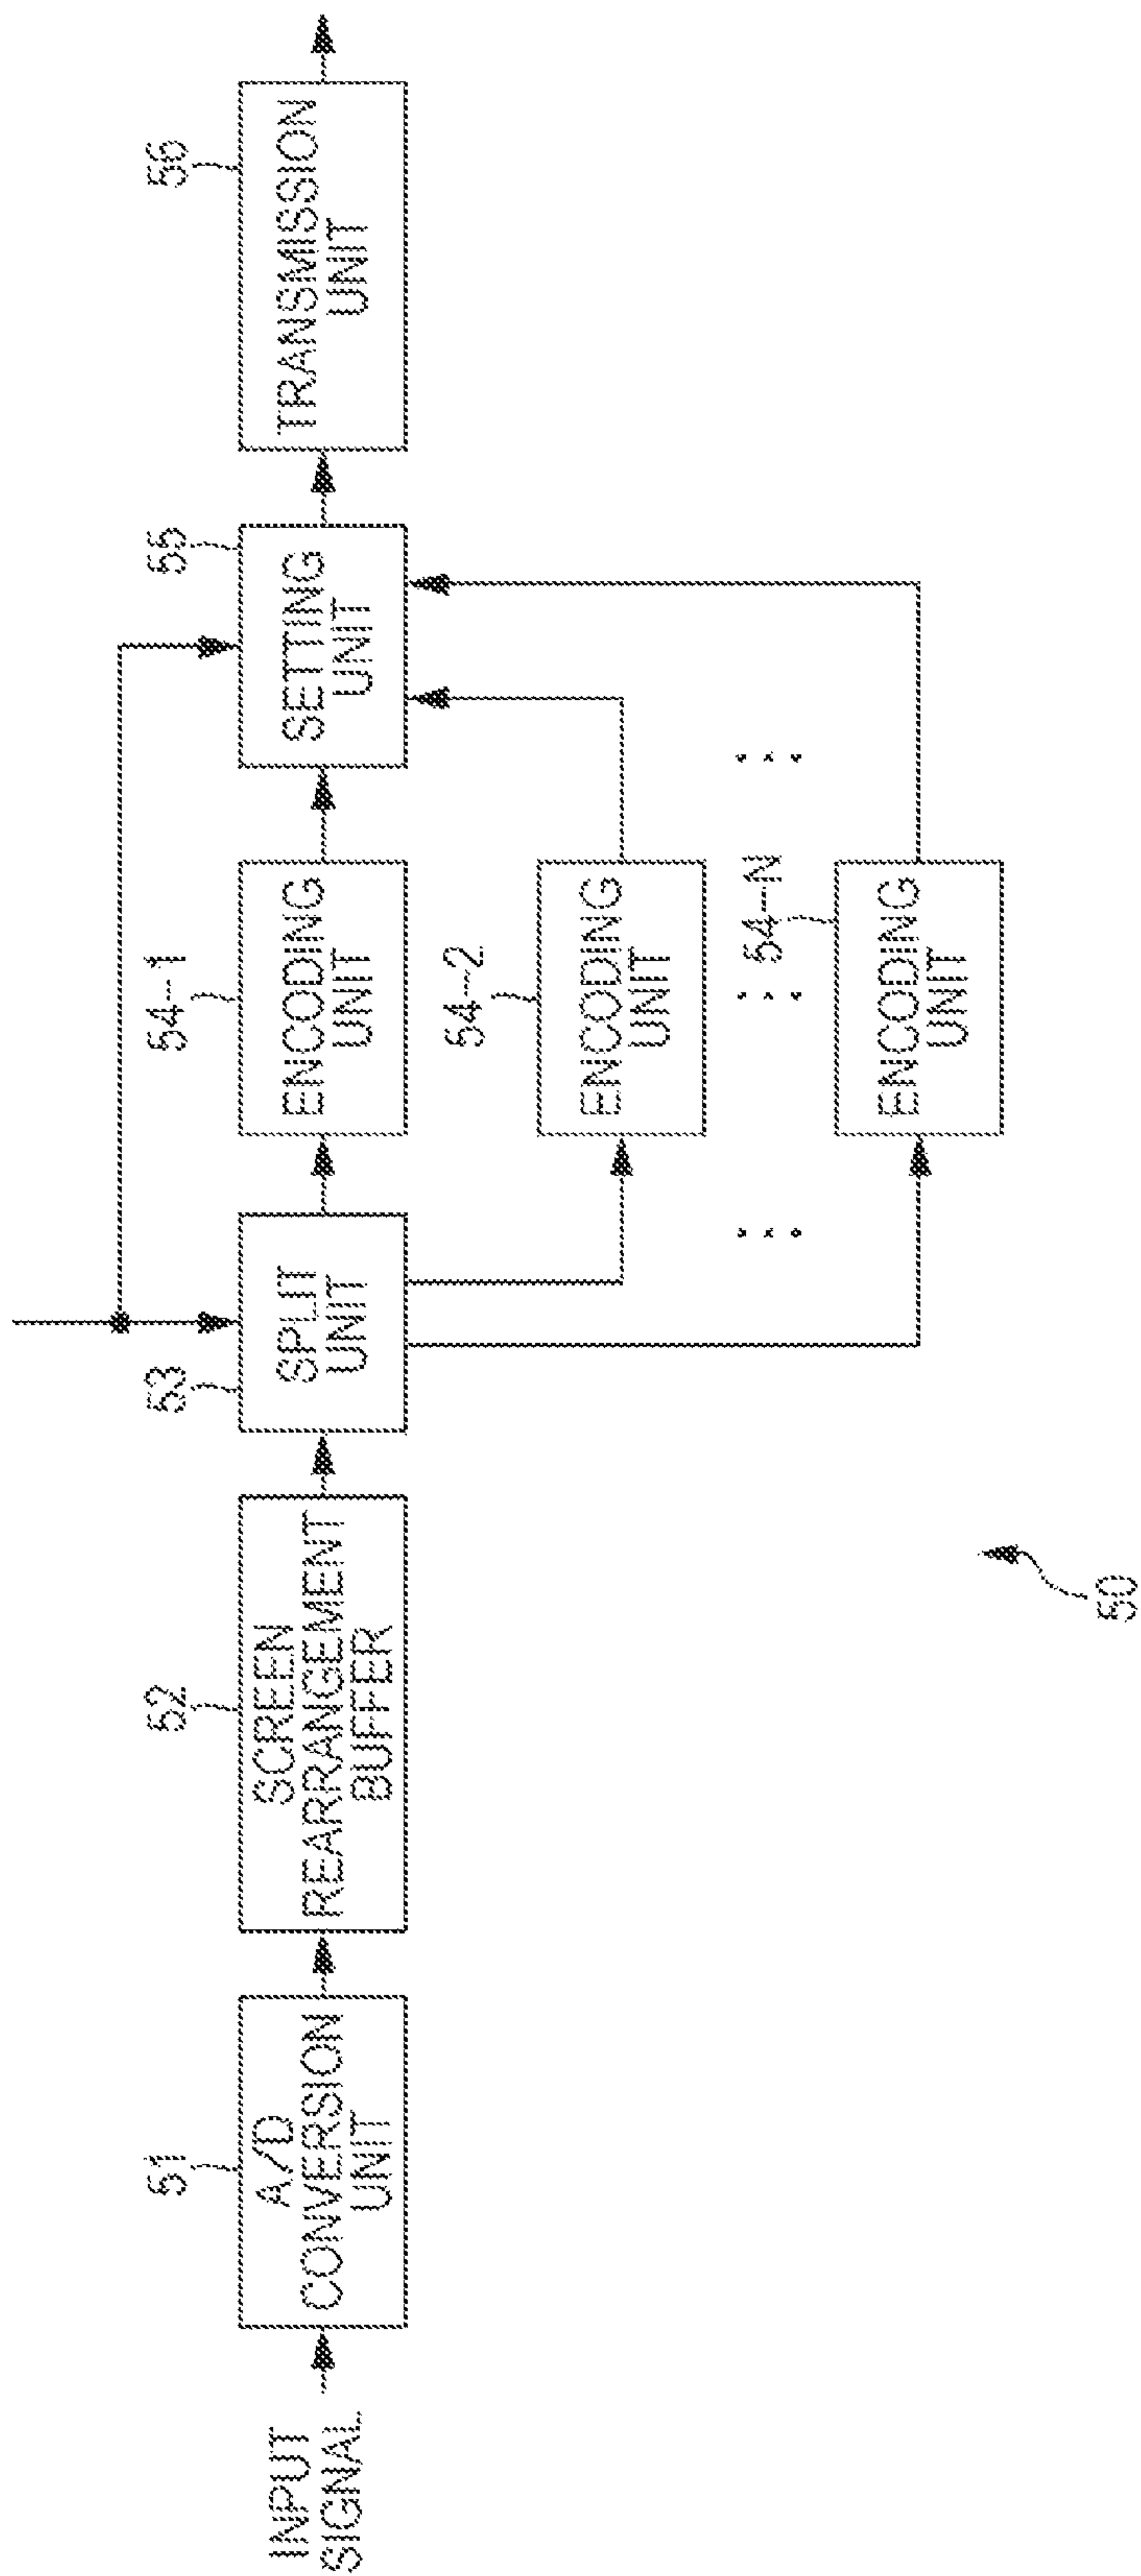 INPUT
SIGNAL
51
A/D
CONVERSION
UNIT
52
SCREEN
REARRANGEMENT
BUFFER
53
SPLIT
UNIT
54-1
ENCODING
UNIT
54-2
ENCODING
UNIT
54-N
ENCODING
UNIT
55
SETTING
UNIT
56
TRANSMISSION
UNIT
50